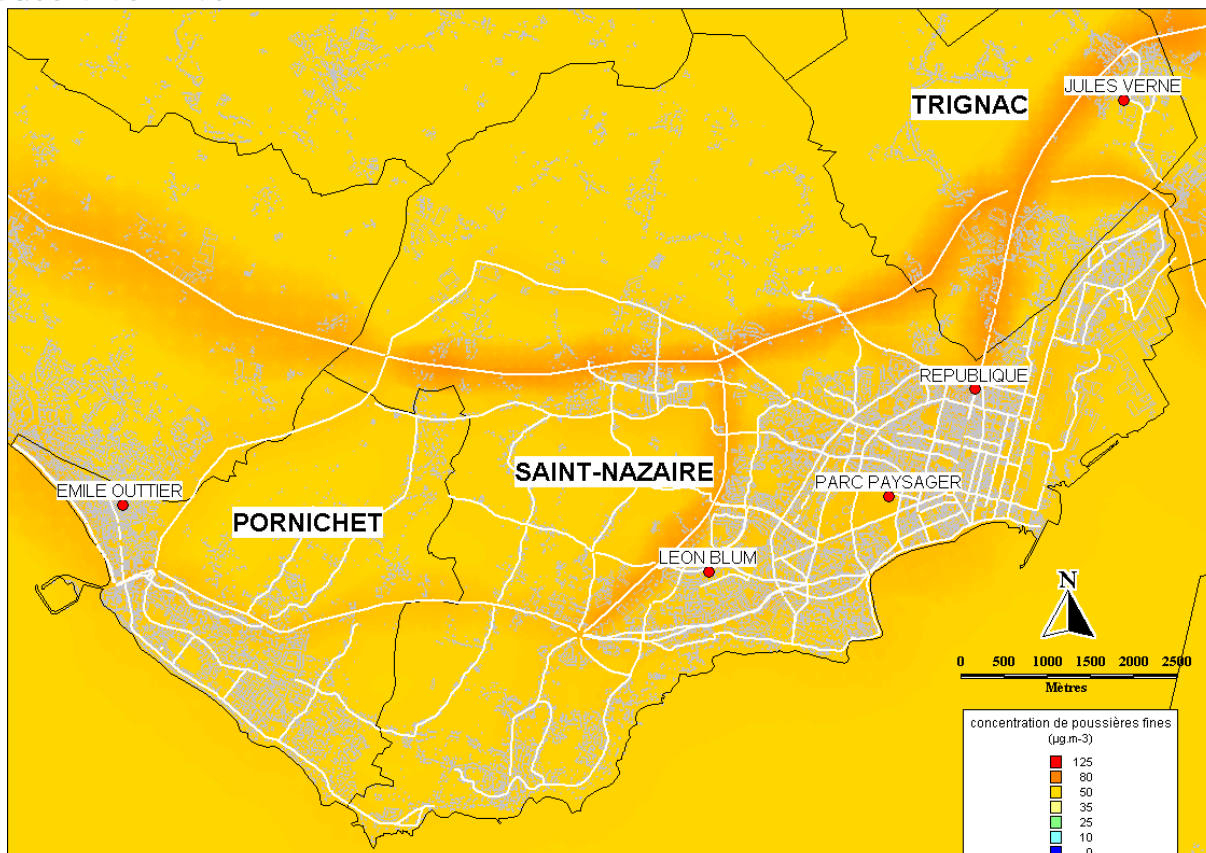 JULES VERNE
TRIGNAC
REPUBLIQUE
SAINT-NAZAIRE
PARC PAYSAGER
EMILE OUTTIER
PORNICHET
LEON BLUM
N
0 500 1000 1500 2000 2500
Mètres
concentration de poussières fines
(µg.m-3)
125
80
50
35
25
10
0